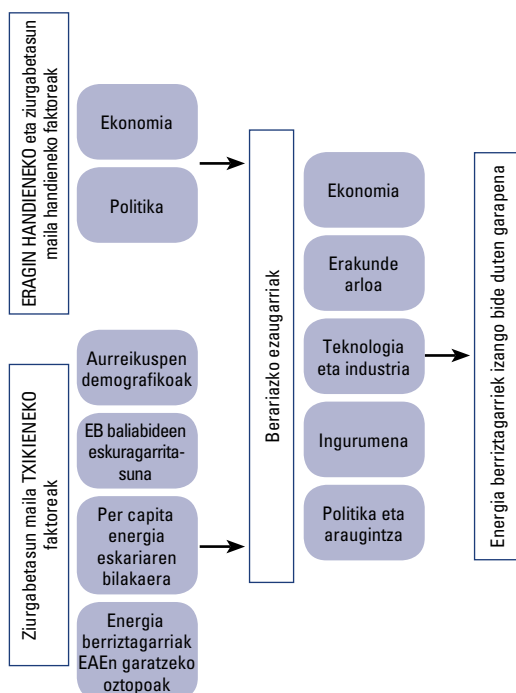 ERAGIN HANDIENEKO eta ziurgabetasun
maila handieneko faktoreak
Ekonomia
Politika
Ziurgabetasun maila TXIKIENEKO
faktoreak
Aurreikuspen
demografikoak
EB baliabideen
eskuragarrita-
suna
Per capita
energia
eskariaren
bilakaera
Energia
berriztagarriak
EAEn garatzeko
oztopoak
Berariazko ezaugarriak
Ekonomia
Erakunde
arloa
Teknologia
eta industria
Ingurumena
Politika eta
araugintza
Energia berriztagarriek izango bide duten garapena